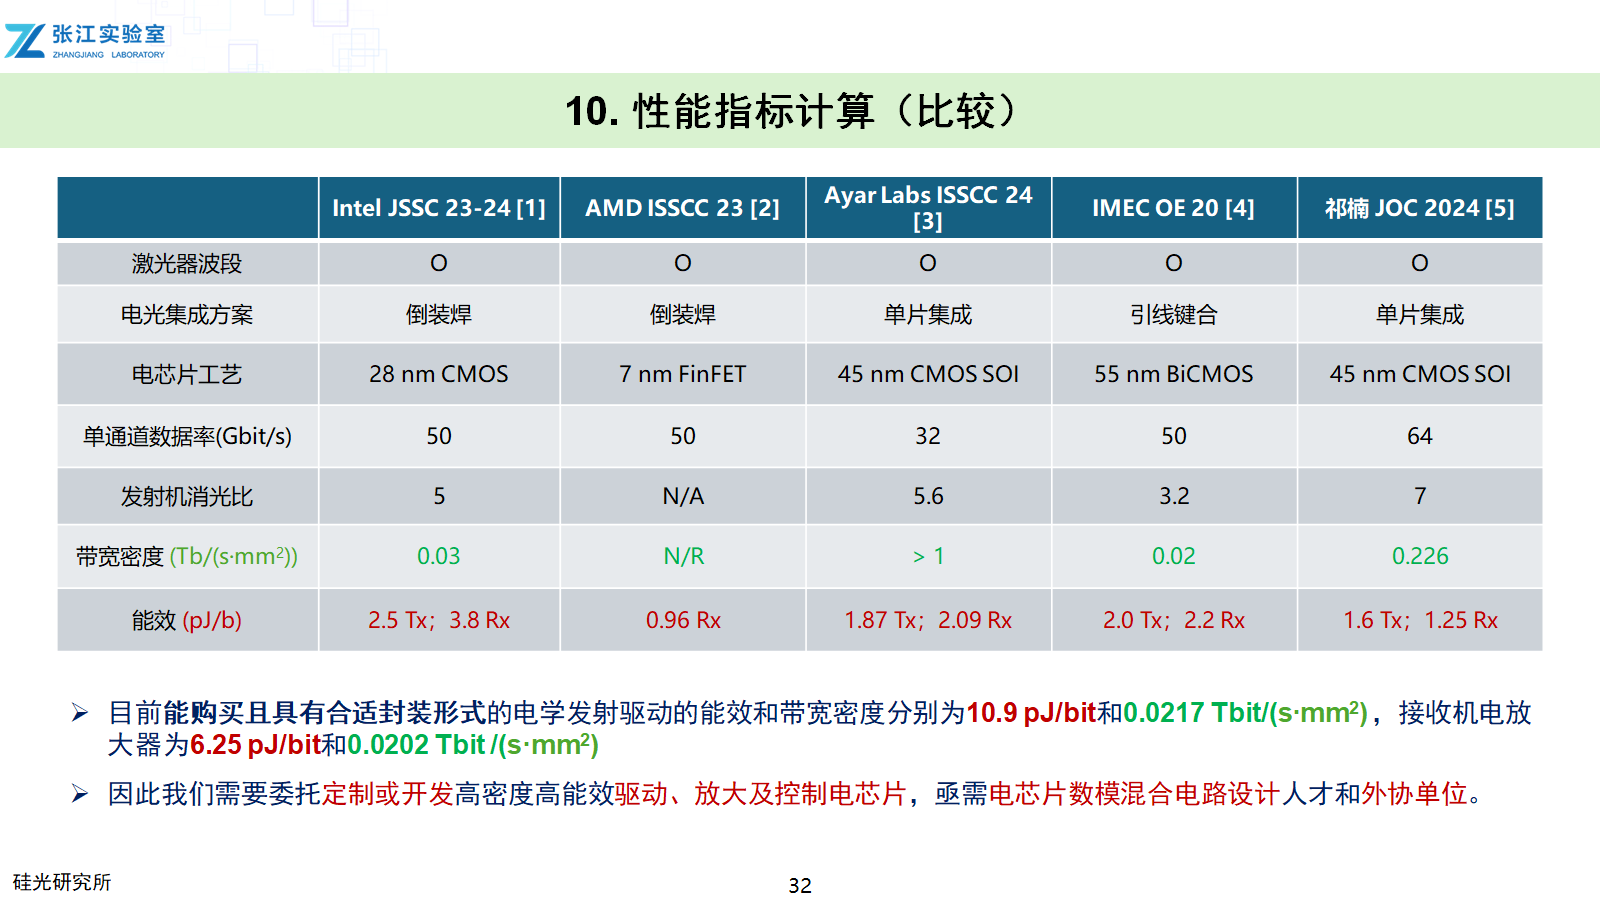 张江实验室
ZHANGJIANG LABORATORY
10. 性能指标计算（比较）
Intel JSSC 23-24 [1] AMD ISSCC 23 [2] Ayar Labs ISSCC 24 [3] IMEC OE 20 [4] 祁楠 JOC 2024 [5]
激光器波段 O O O O O
电光集成方案 倒装焊 倒装焊 单片集成 引线键合 单片集成
电芯片工艺 28 nm CMOS 7 nm FinFET 45 nm CMOS SOI 55 nm BiCMOS 45 nm CMOS SOI
单通道数据率(Gbit/s) 50 50 32 50 64
发射机消光比 5 N/A 5.6 3.2 7
带宽密度 (Tb/(s·mm²)) 0.03 N/R > 1 0.02 0.226
能效 (pJ/b) 2.5 Tx；3.8 Rx 0.96 Rx 1.87 Tx；2.09 Rx 2.0 Tx；2.2 Rx 1.6 Tx；1.25 Rx
➢ 目前能购买且具有合适封装形式的电学发射驱动的能效和带宽密度分别为10.9 pJ/bit和0.0217 Tbit/(s·mm²)，接收机电放
大器为6.25 pJ/bit和0.0202 Tbit /(s·mm²)
➢ 因此我们需要委托定制或开发高密度高能效驱动、放大及控制电芯片，亟需电芯片数模混合电路设计人才和外协单位。
硅光研究所
32